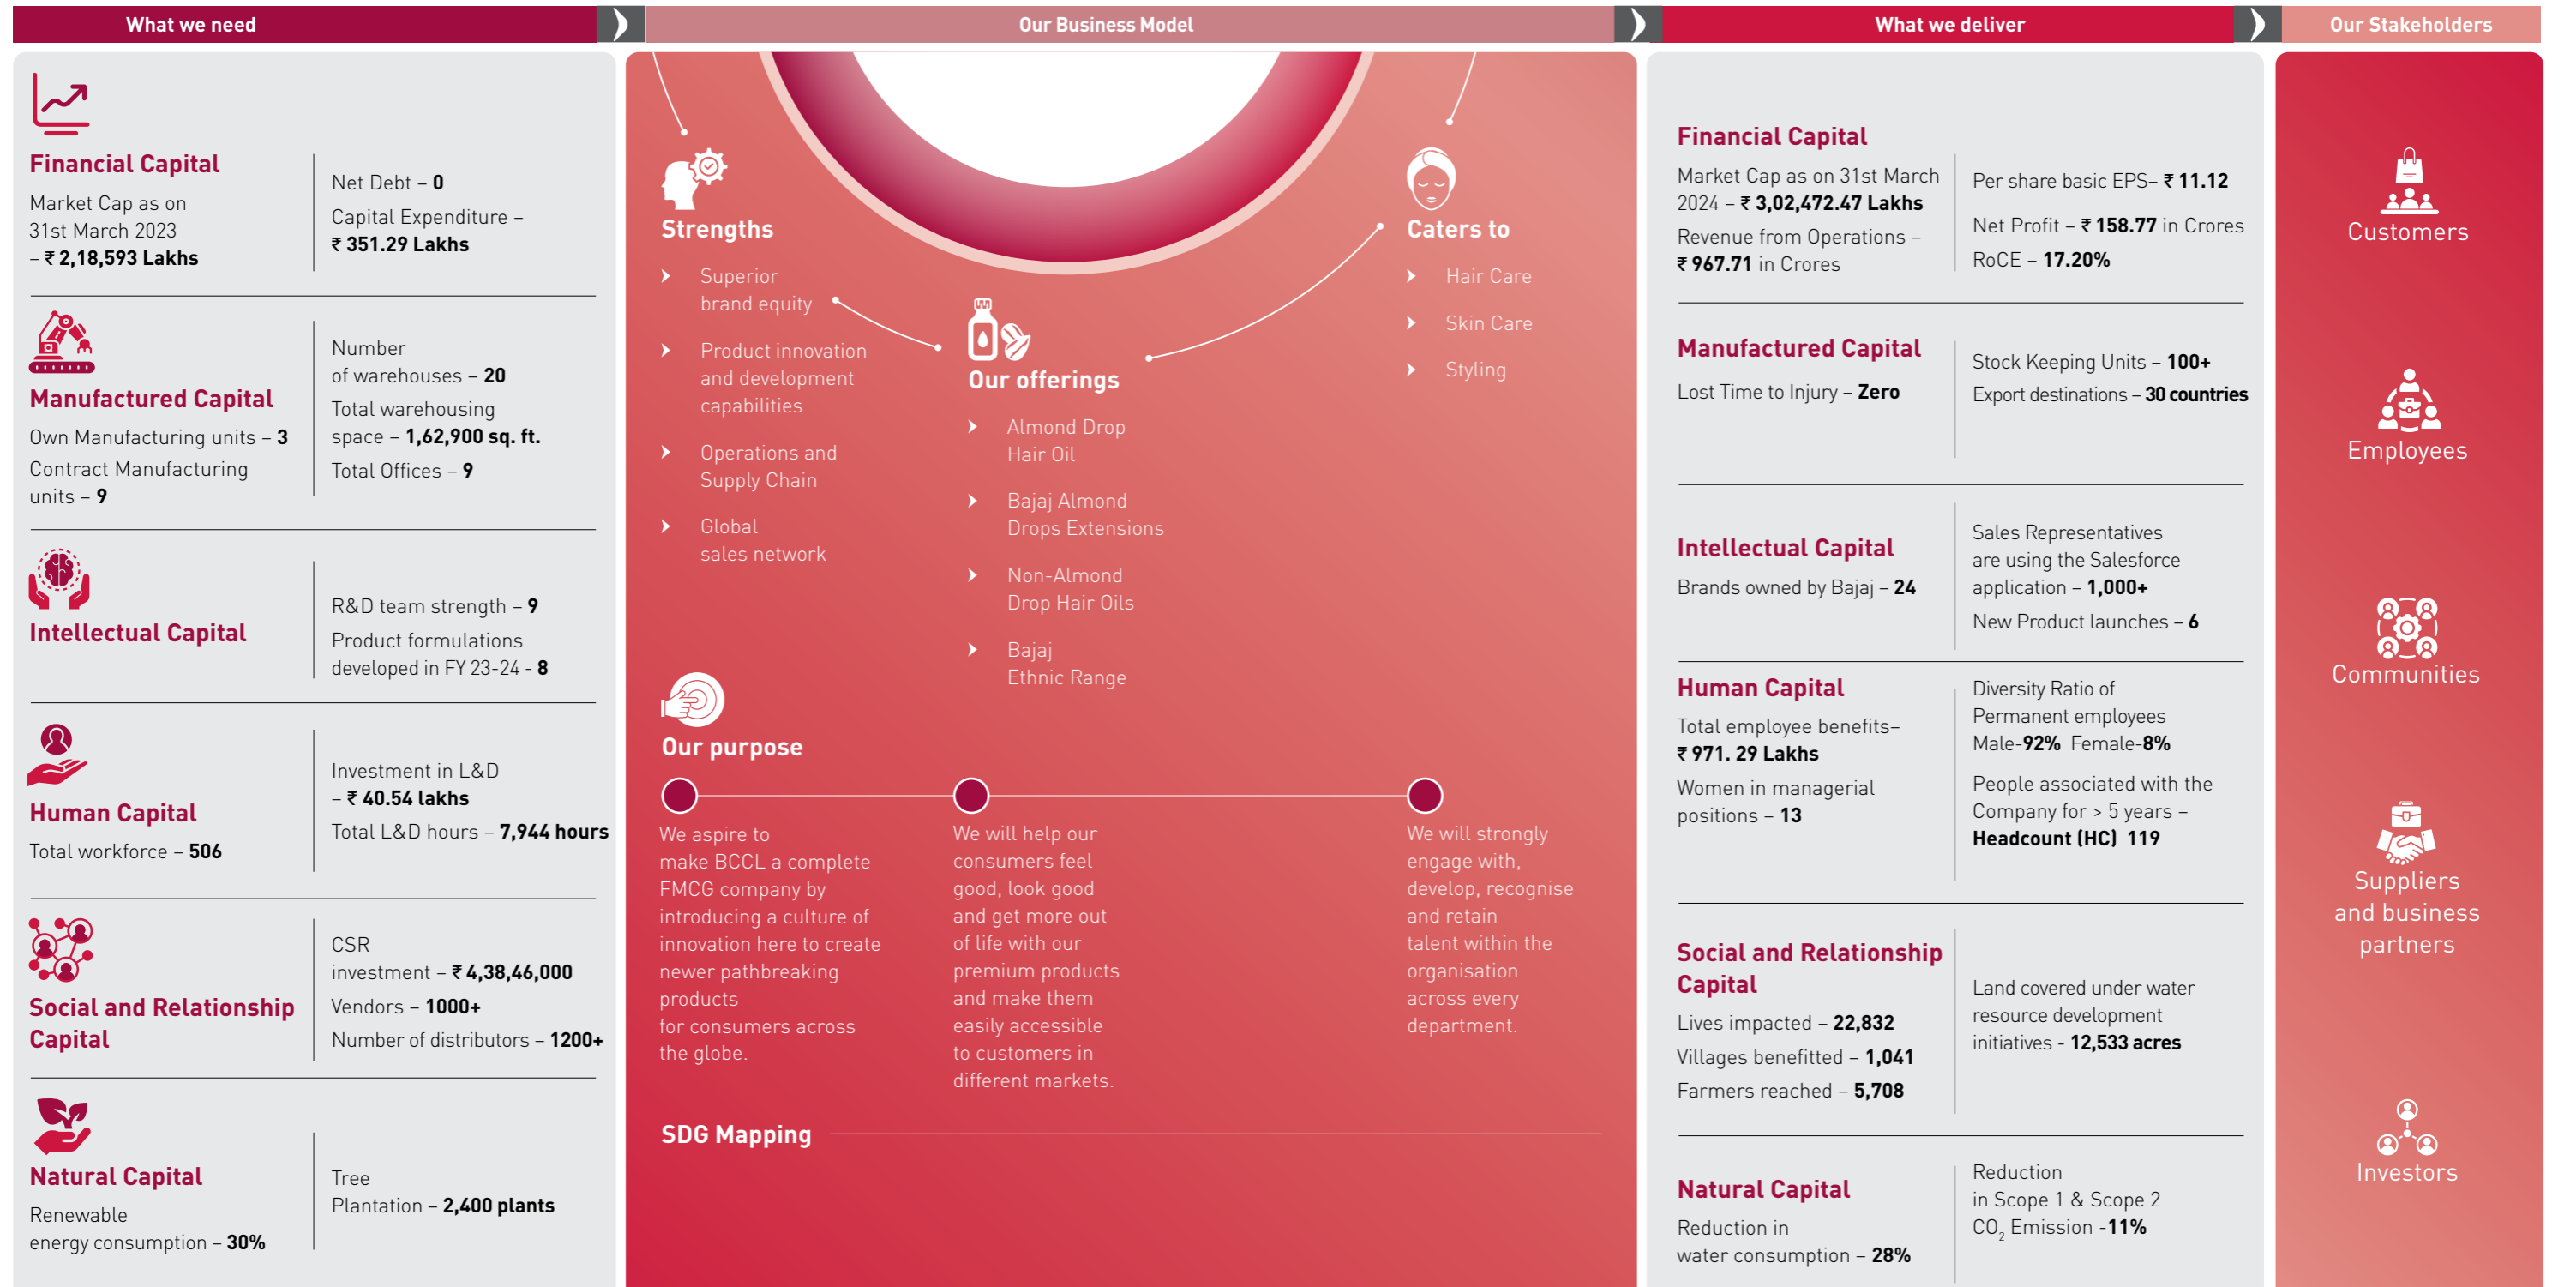 What we need
Our Business Model
What we deliver
Our Stakeholders
Financial Capital
Market Cap as on
31st March 2023
– ₹ 2,18,593 Lakhs
Net Debt – 0
Capital Expenditure –
₹ 351.29 Lakhs
Manufactured Capital
Own Manufacturing units – 3
Contract Manufacturing
units – 9
Number
of warehouses – 20
Total warehousing
space – 1,62,900 sq. ft.
Total Offices – 9
Intellectual Capital
R&D team strength – 9
Product formulations
developed in FY 23-24 - 8
Human Capital
Total workforce – 506
Investment in L&D
– ₹ 40.54 lakhs
Total L&D hours – 7,944 hours
Social and Relationship
Capital
CSR
investment – ₹ 4,38,46,000
Vendors – 1000+
Number of distributors – 1200+
Natural Capital
Renewable
energy consumption – 30%
Tree
Plantation – 2,400 plants
Strengths
Superior
brand equity
Product innovation
and development
capabilities
Operations and
Supply Chain
Global
sales network
Our offerings
Almond Drop
Hair Oil
Bajaj Almond
Drops Extensions
Non-Almond
Drop Hair Oils
Bajaj
Ethnic Range
Caters to
Hair Care
Skin Care
Styling
Our purpose
We aspire to
make BCCL a complete
FMCG company by
introducing a culture of
innovation here to create
newer pathbreaking
products
for consumers across
the globe.
We will help our
consumers feel
good, look good
and get more out
of life with our
premium products
and make them
easily accessible
to customers in
different markets.
We will strongly
engage with,
develop, recognise
and retain
talent within the
organisation
across every
department.
SDG Mapping
Financial Capital
Market Cap as on 31st March
2024 – ₹ 3,02,472.47 Lakhs
Revenue from Operations –
₹ 967.71 in Crores
Per share basic EPS– ₹ 11.12
Net Profit – ₹ 158.77 in Crores
RoCE – 17.20%
Manufactured Capital
Lost Time to Injury – Zero
Stock Keeping Units – 100+
Export destinations – 30 countries
Intellectual Capital
Brands owned by Bajaj – 24
Sales Representatives
are using the Salesforce
application – 1,000+
New Product launches – 6
Human Capital
Total employee benefits–
₹ 971. 29 Lakhs
Women in managerial
positions – 13
Diversity Ratio of
Permanent employees
Male-92% Female-8%
People associated with the
Company for > 5 years –
Headcount (HC) 119
Social and Relationship
Capital
Lives impacted – 22,832
Villages benefitted – 1,041
Farmers reached – 5,708
Land covered under water
resource development
initiatives - 12,533 acres
Natural Capital
Reduction in
water consumption – 28%
Reduction
in Scope 1 & Scope 2
CO₂ Emission -11%
Customers
Employees
Communities
Suppliers
and business
partners
Investors